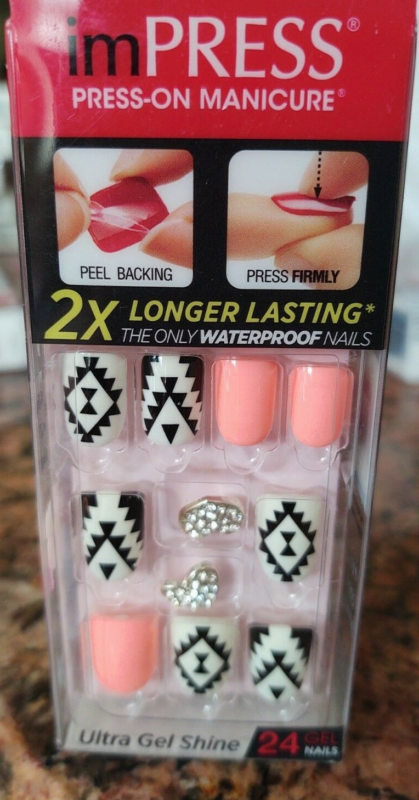 imPRESS®
PRESS-ON MANICURE®
PEEL BACKING
PRESS FIRMLY
2X LONGER LASTING*
THE ONLY WATERPROOF NAILS
Ultra Gel Shine
24 GEL
NAILS